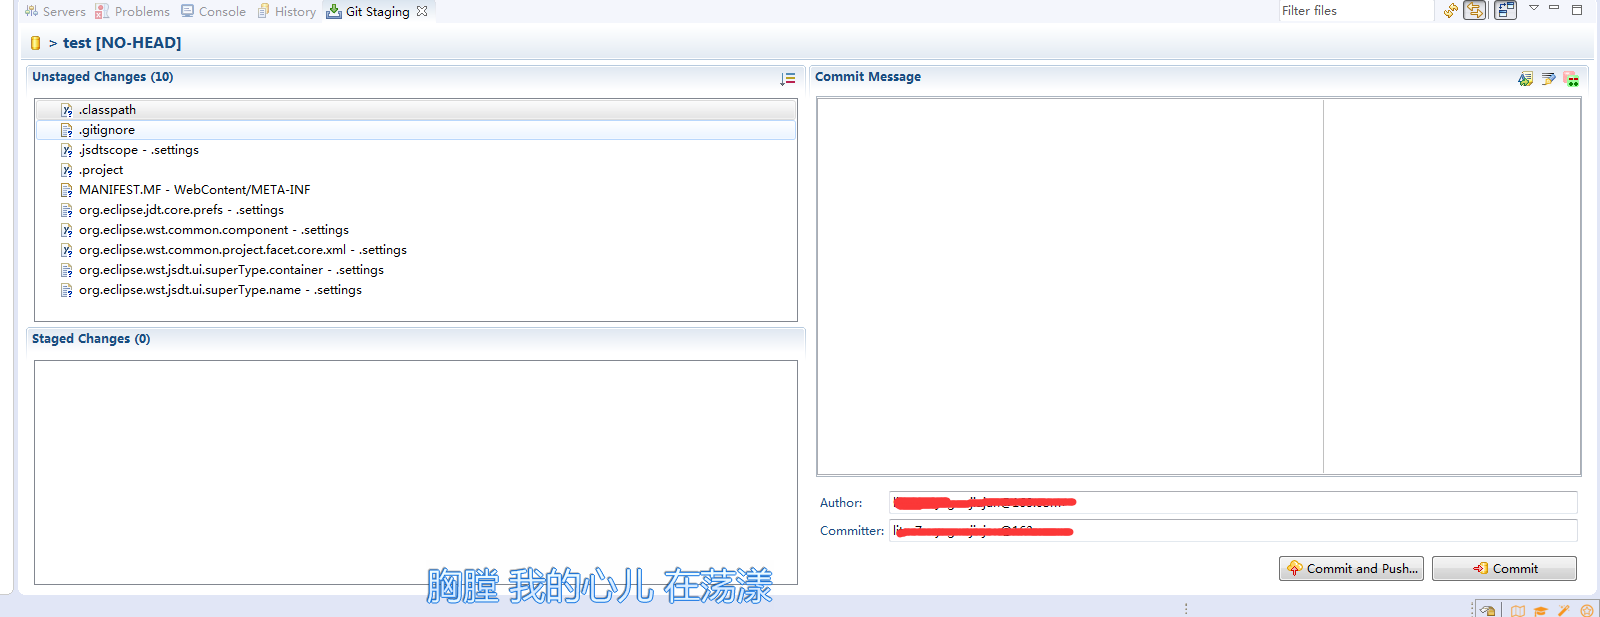 Servers Problems Console History Git Staging Filter files
> test [NO-HEAD]
Unstaged Changes (10)
.classpath
.gitignore
.jsdtscope - .settings
.project
MANIFEST.MF - WebContent/META-INF
org.eclipse.jdt.core.prefs - .settings
org.eclipse.wst.common.component - .settings
org.eclipse.wst.common.project.facet.core.xml - .settings
org.eclipse.wst.jsdt.ui.superType.container - .settings
org.eclipse.wst.jsdt.ui.superType.name - .settings
Staged Changes (0)
Commit Message
Author:
Committer:
Commit and Push...
Commit
胸膛 我的心儿 在荡漾